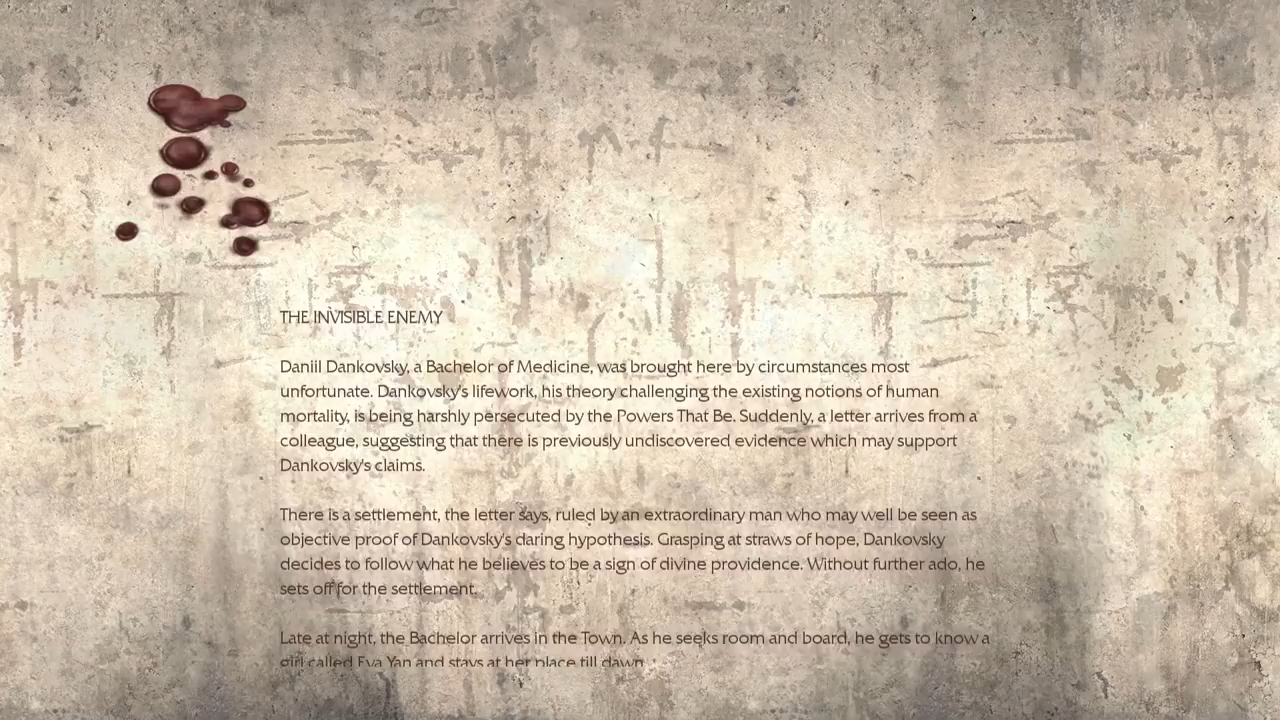 THE INVISIBLE ENEMY
Daniil Dankovsky, a Bachelor of Medicine, was brought here by circumstances most
unfortunate. Dankovsky's lifework, his theory challenging the existing notions of human
mortality, is being harshly persecuted by the Powers That Be. Suddenly, a letter arrives from a
colleague, suggesting that there is previously undiscovered evidence which may support
Dankovsky's claims.
There is a settlement, the letter says, ruled by an extraordinary man who may well be seen as
objective proof of Dankovsky's daring hypothesis. Grasping at straws of hope, Dankovsky
decides to follow what he believes to be a sign of divine providence. Without further ado, he
sets off for the settlement.
Late at night, the Bachelor arrives in the Town. As he seeks room and board, he gets to know a
girl called Eva Yan and stays at her place till dawn.